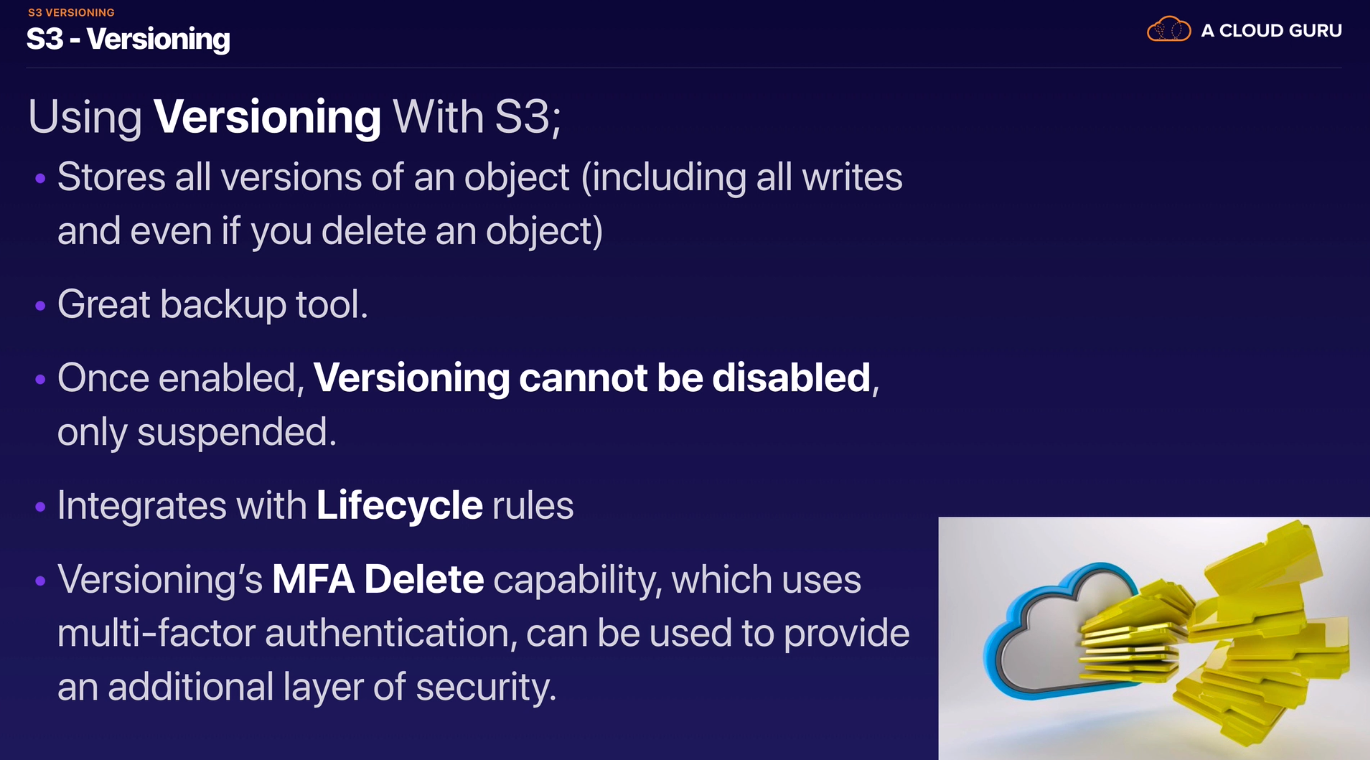 S3 VERSIONING
S3 - Versioning
A CLOUD GURU
Using Versioning With S3;
• Stores all versions of an object (including all writes
and even if you delete an object)
• Great backup tool.
• Once enabled, Versioning cannot be disabled,
only suspended.
• Integrates with Lifecycle rules
• Versioning’s MFA Delete capability, which uses
multi-factor authentication, can be used to provide
an additional layer of security.